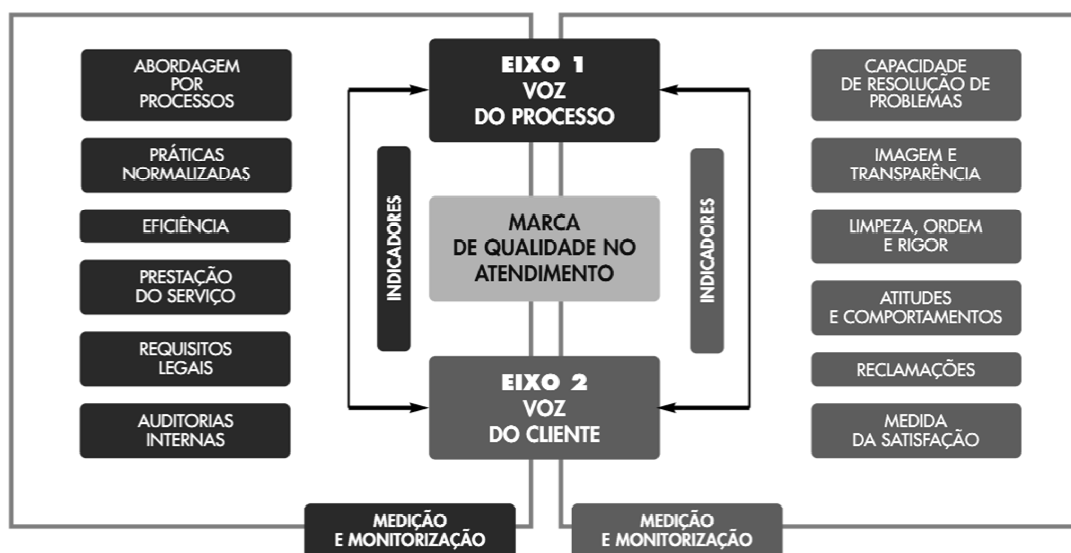 ABORDAGEM
POR
PROCESSOS
PRÁTICAS
NORMALIZADAS
EFICIÊNCIA
PRESTAÇÃO
DO SERVIÇO
REQUISITOS
LEGAIS
AUDITORIAS
INTERNAS
MEDIÇÃO
E MONITORIZAÇÃO
INDICADORES
EIXO 1
VOZ
DO PROCESSO
MARCA
DE QUALIDADE NO
ATENDIMENTO
EIXO 2
VOZ
DO CLIENTE
INDICADORES
CAPACIDADE
DE RESOLUÇÃO DE
PROBLEMAS
IMAGEM E
TRANSPARÊNCIA
LIMPEZA, ORDEM
E RIGOR
ATITUDES
E COMPORTAMENTOS
RECLAMAÇÕES
MEDIDA
DA SATISFAÇÃO
MEDIÇÃO
E MONITORIZAÇÃO